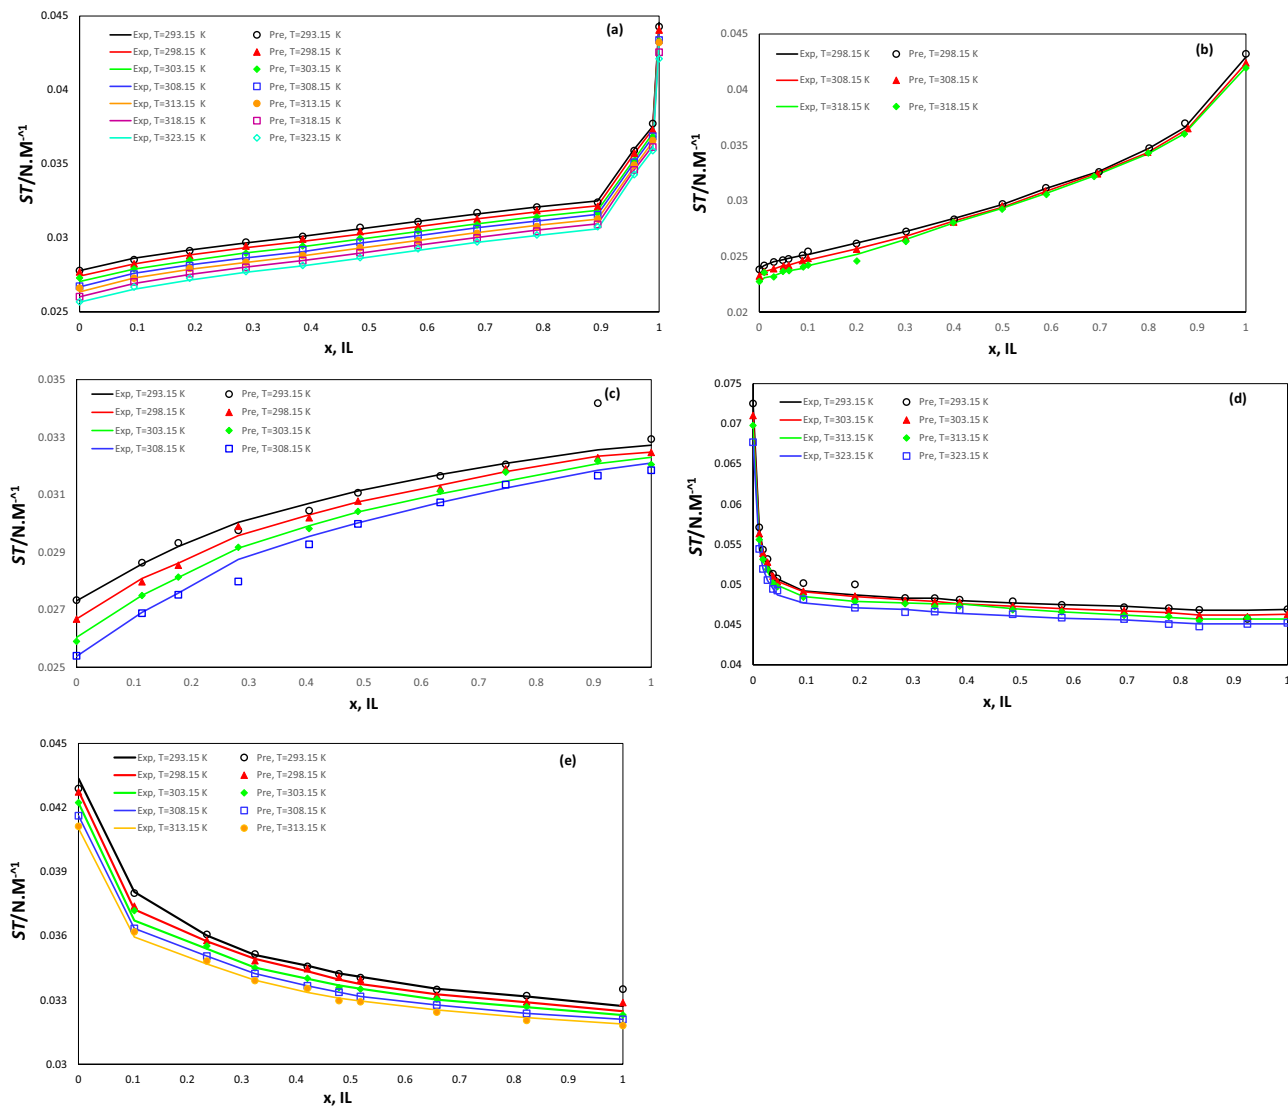 (a)
ST/N.M-^1
0.045
0.04
0.035
0.03
0.025
Exp, T=293.15 K Pre, T=293.15 K
Exp, T=298.15 K Pre, T=298.15 K
Exp, T=303.15 K Pre, T=303.15 K
Exp, T=308.15 K Pre, T=308.15 K
Exp, T=313.15 K Pre, T=313.15 K
Exp, T=318.15 K Pre, T=318.15 K
Exp, T=323.15 K Pre, T=323.15 K
0 0.1 0.2 0.3 0.4 0.5 0.6 0.7 0.8 0.9 1
x, IL
(b)
ST/N.M-^1
0.045
0.04
0.035
0.03
0.025
0.02
Exp, T=298.15 K Pre, T=298.15 K
Exp, T=308.15 K Pre, T=308.15 K
Exp, T=318.15 K Pre, T=318.15 K
0 0.1 0.2 0.3 0.4 0.5 0.6 0.7 0.8 0.9 1
x, IL
(c)
ST/N.M-^1
0.035
0.033
0.031
0.029
0.027
0.025
Exp, T=293.15 K Pre, T=293.15 K
Exp, T=298.15 K Pre, T=298.15 K
Exp, T=303.15 K Pre, T=303.15 K
Exp, T=308.15 K Pre, T=308.15 K
0 0.1 0.2 0.3 0.4 0.5 0.6 0.7 0.8 0.9 1
x, IL
(d)
ST/N.M-^1
0.075
0.07
0.065
0.06
0.055
0.05
0.045
0.04
Exp, T=293.15 K Pre, T=293.15 K
Exp, T=303.15 K Pre, T=303.15 K
Exp, T=313.15 K Pre, T=313.15 K
Exp, T=323.15 K Pre, T=323.15 K
0 0.1 0.2 0.3 0.4 0.5 0.6 0.7 0.8 0.9 1
x, IL
(e)
ST/N.M-^1
0.045
0.042
0.039
0.036
0.033
0.03
Exp, T=293.15 K Pre, T=293.15 K
Exp, T=298.15 K Pre, T=298.15 K
Exp, T=303.15 K Pre, T=303.15 K
Exp, T=308.15 K Pre, T=308.15 K
Exp, T=313.15 K Pre, T=313.15 K
0 0.1 0.2 0.3 0.4 0.5 0.6 0.7 0.8 0.9 1
x, IL